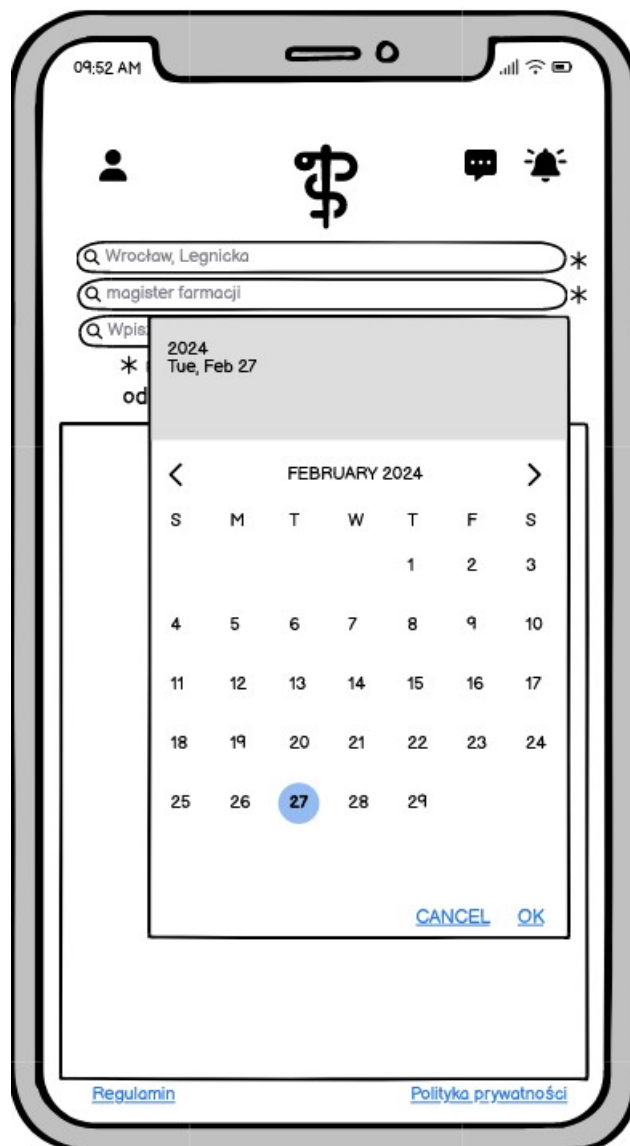 09:52 AM
Wrocław, Legnicka
magister farmacji
Wpis
2024
Tue, Feb 27
od
FEBRUARY 2024
S M T W T F S
1 2 3
4 5 6 7 8 9 10
11 12 13 14 15 16 17
18 19 20 21 22 23 24
25 26 27 28 29
CANCEL OK
Regulamin Polityka prywatności